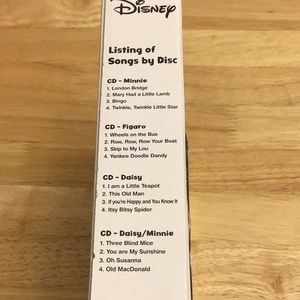 Disney
Listing of
Songs by Disc
CD - Minnie
1. London Bridge
2. Mary Had a Little Lamb
3. Bingo
4. Twinkle, Twinkle Little Star
CD - Figaro
1. Wheels on the Bus
2. Row, Row, Row Your Boat
3. Skip to My Lou
4. Yankee Doodle Dandy
CD - Daisy
1. I am a Little Teapot
2. This Old Man
3. If you're Happy and You Know It
4. Itsy Bitsy Spider
CD - Daisy/Minnie
1. Three Blind Mice
2. You are My Sunshine
3. Oh Susanna
4. Old MacDonald